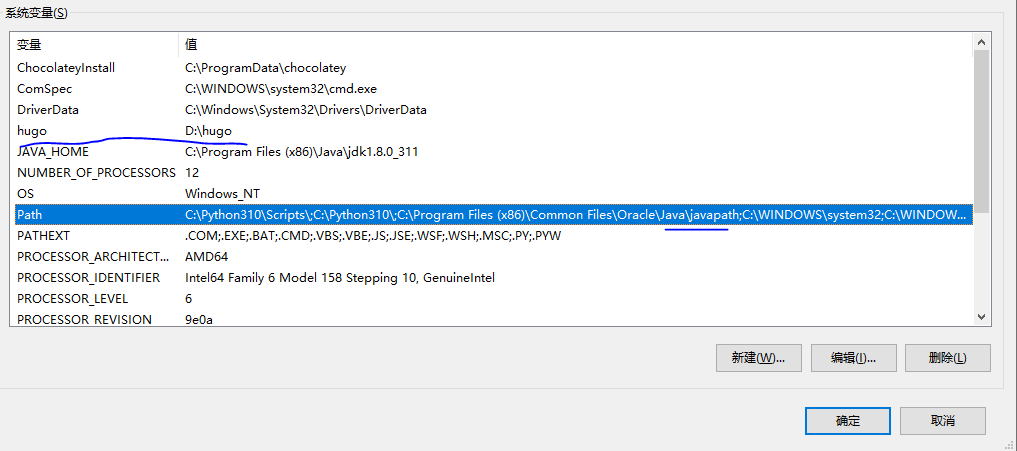 系统变量(S)
变量 值
ChocolateyInstall C:\ProgramData\chocolatey
ComSpec C:\WINDOWS\system32\cmd.exe
DriverData C:\Windows\System32\Drivers\DriverData
hugo D:\hugo
JAVA_HOME C:\Program Files (x86)\Java\jdk1.8.0_311
NUMBER_OF_PROCESSORS 12
OS Windows_NT
Path C:\Python310\Scripts\;C:\Python310\;C:\Program Files (x86)\Common Files\Oracle\Java\javapath;C:\WINDOWS\system32;C:\WINDOW...
PATHEXT .COM;.EXE;.BAT;.CMD;.VBS;.VBE;.JS;.JSE;.WSF;.WSH;.MSC;.PY;.PYW
PROCESSOR_ARCHITECT... AMD64
PROCESSOR_IDENTIFIER Intel64 Family 6 Model 158 Stepping 10, GenuineIntel
PROCESSOR_LEVEL 6
PROCESSOR_REVISION 9e0a
新建(W)... 编辑(I)... 删除(L)
确定 取消